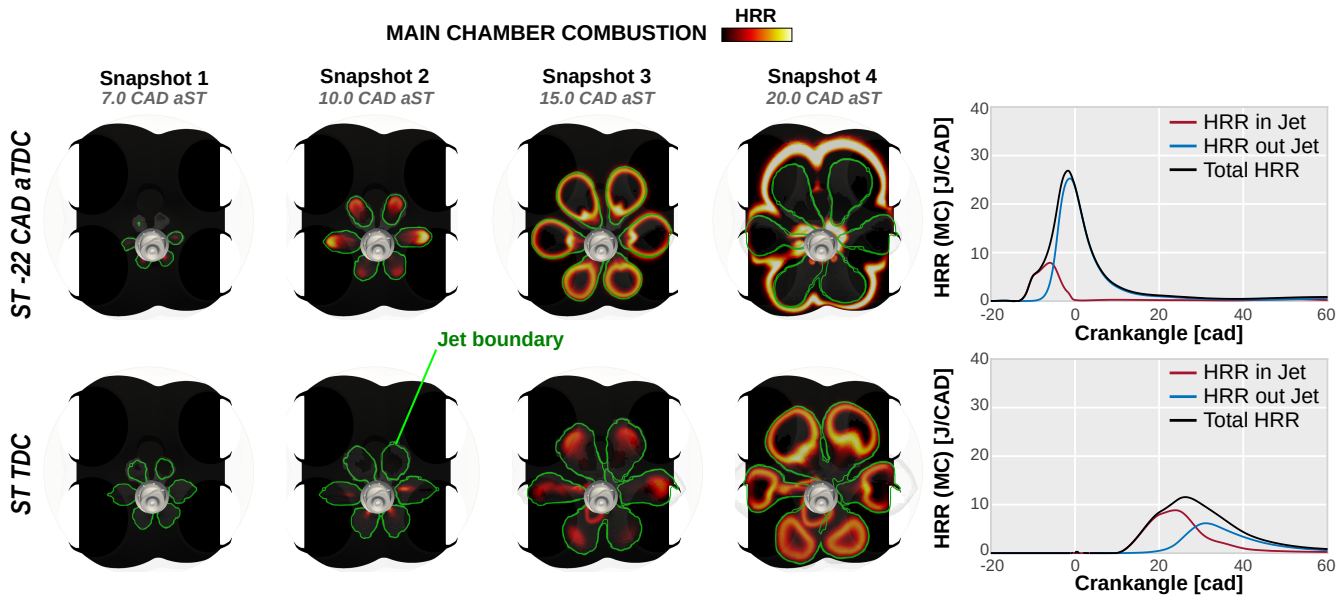 HRR
MAIN CHAMBER COMBUSTION
Snapshot 1
7.0 CAD aST
Snapshot 2
10.0 CAD aST
Snapshot 3
15.0 CAD aST
Snapshot 4
20.0 CAD aST
ST -22 CAD aTDC
HRR (MC) [J/CAD]
40
30
20
10
0
-20
0
20
40
60
HRR in Jet
HRR out Jet
Total HRR
Crankangle [cad]
Jet boundary
ST TDC
HRR (MC) [J/CAD]
40
30
20
10
0
-20
0
20
40
60
HRR in Jet
HRR out Jet
Total HRR
Crankangle [cad]